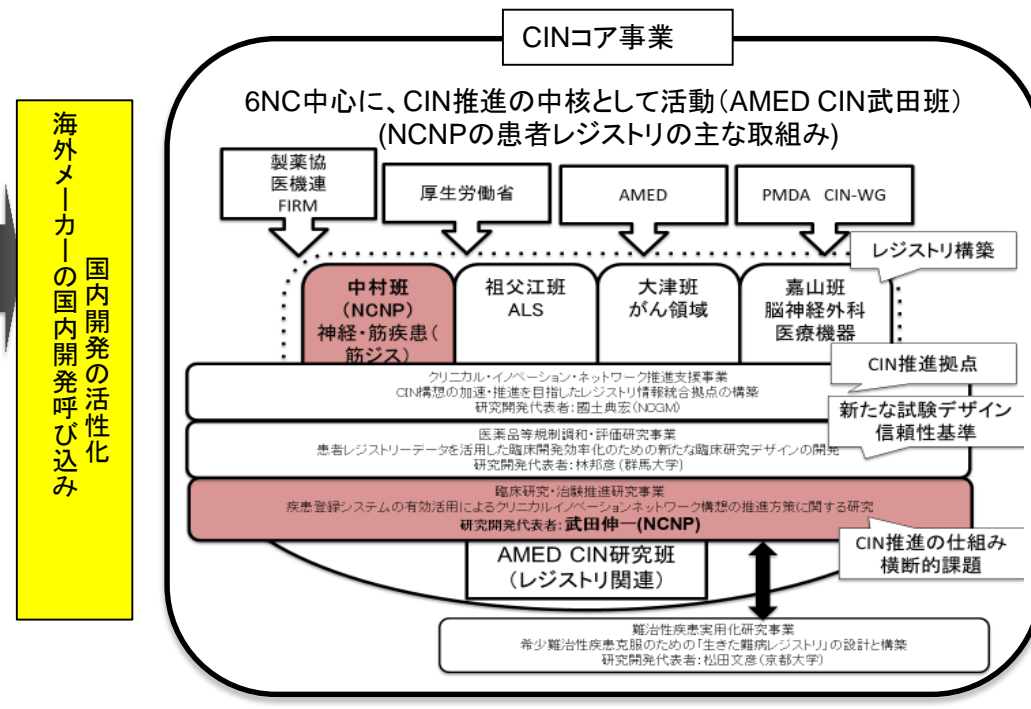 CINコア事業
6NC中心に、CIN推進の中核として活動（AMED CIN武田班）
(NCNPの患者レジストリの主な取組み)
国内開発の活性化
海外メーカーの国内開発呼び込み
製薬協
医機連
FIRM
厚生労働省
AMED
PMDA CIN-WG
レジストリ構築
中村班
(NCNP)
神経・筋疾患(
筋ジス)
祖父江班
ALS
大津班
がん領域
嘉山班
脳神経外科
医療機器
CIN推進拠点
クリニカル・イノベーション・ネットワーク推進支援事業
CIN構想の加速・推進を目指したレジストリ情報統合拠点の構築
研究開発代表者：國土典宏(NCGM)
新たな試験デザイン
信頼性基準
医薬品等規制調和・評価研究事業
患者レジストリーデータを活用した臨床開発効率化のための新たな臨床研究デザインの開発
研究開発代表者：林邦彦(群馬大学)
臨床研究・治験推進研究事業
疾患登録システムの有効活用によるクリニカルイノベーションネットワーク構想の推進方策に関する研究
研究開発代表者：武田伸一(NCNP)
CIN推進の仕組み
横断的課題
AMED CIN研究班
（レジストリ関連）
難治性疾患実用化研究事業
希少難治性疾患克服のための「生きた難病レジストリ」の設計と構築
研究開発代表者：松田文彦(京都大学)